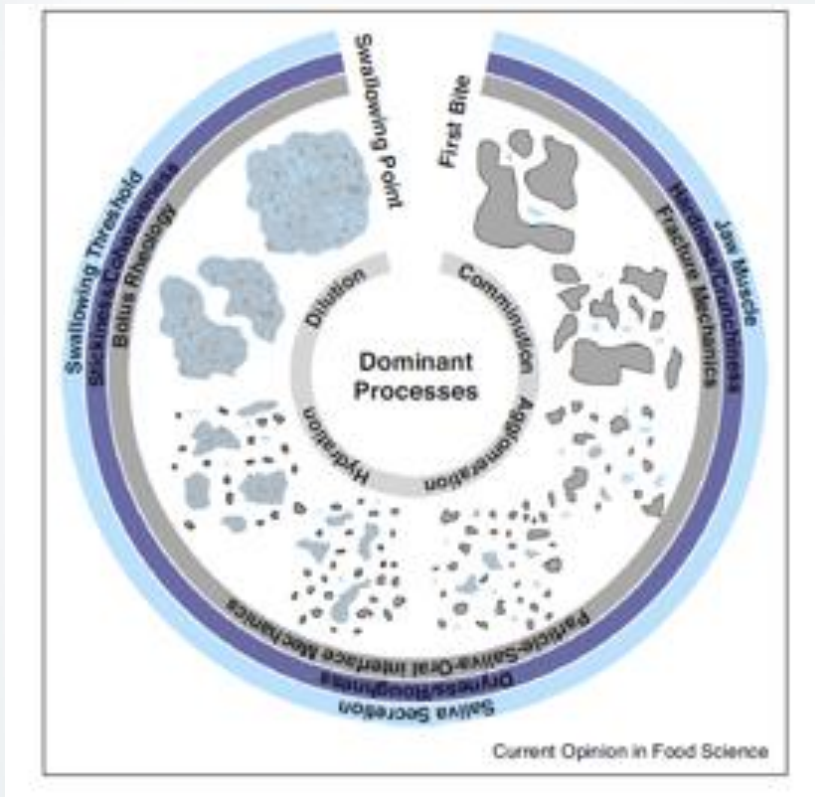 Swallowing Point
First Bite
Jaw Muscle
Hardness/Crunchiness
Fracture Mechanics
Swallowing Threshold
Stickiness Cohesiveness
Bolus Rheology
Comminution
Agglomeration
Hydration
Dilution
Dominant
Processes
Particle-Saliva-Oral interface Mechanics
Dryness/Roughness
Saliva Secretion
Current Opinion in Food Science